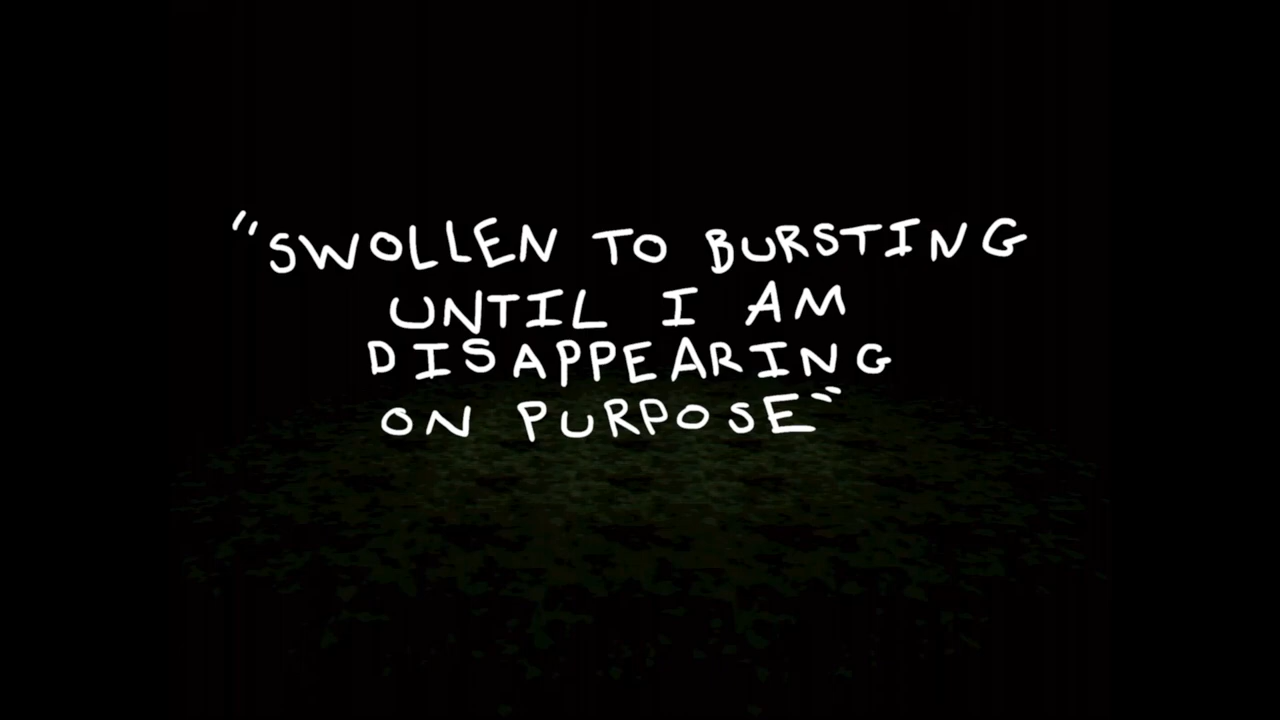 "SWOLLEN TO BURSTING
UNTIL I AM
DISAPPEARING
ON PURPOSE"